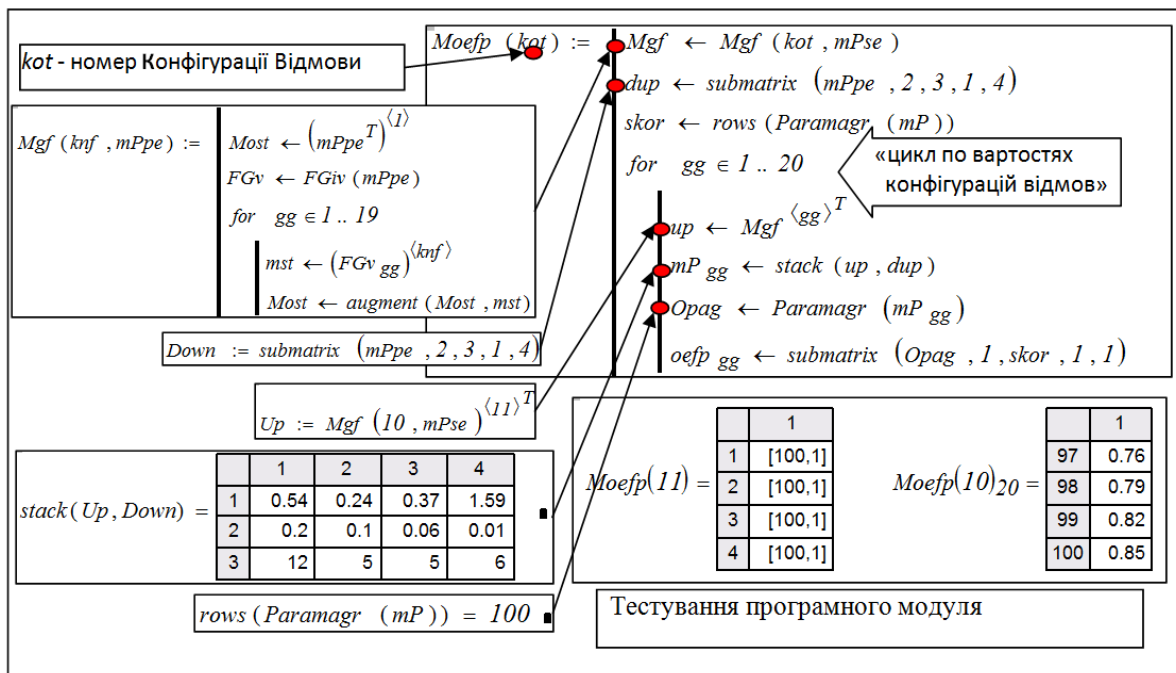 kot - номер Конфігурації Відмови
Moefp (kot) :=
Mgf ← Mgf (kot , mPse)
dup ← submatrix (mPpe , 2 , 3 , 1 , 4)
skor ← rows (Paramagr (mP))
for gg ∈ 1 .. 20
«цикл по вартостях
конфігурацій відмов»
up ← Mgf ⟨gg⟩ T
mP gg ← stack (up , dup)
Opag ← Paramagr (mP gg)
oefp gg ← submatrix (Opag , 1 , skor , 1 , 1)
Mgf (knf , mPpe) :=
Most ← (mPpe T) ⟨1⟩
FGv ← FGiv (mPpe)
for gg ∈ 1 .. 19
mst ← (FGv gg) ⟨knf⟩
Most ← augment (Most , mst)
Down := submatrix (mPpe , 2 , 3 , 1 , 4)
Up := Mgf (10 , mPse) ⟨11⟩ T
stack(Up , Down) =
1 2 3 4
1 0.54 0.24 0.37 1.59
2 0.2 0.1 0.06 0.01
3 12 5 5 6
rows (Paramagr (mP)) = 100
Moefp(11) =
1
1 [100,1]
2 [100,1]
3 [100,1]
4 [100,1]
Moefp(10)20 =
1
97 0.76
98 0.79
99 0.82
100 0.85
Тестування програмного модуля